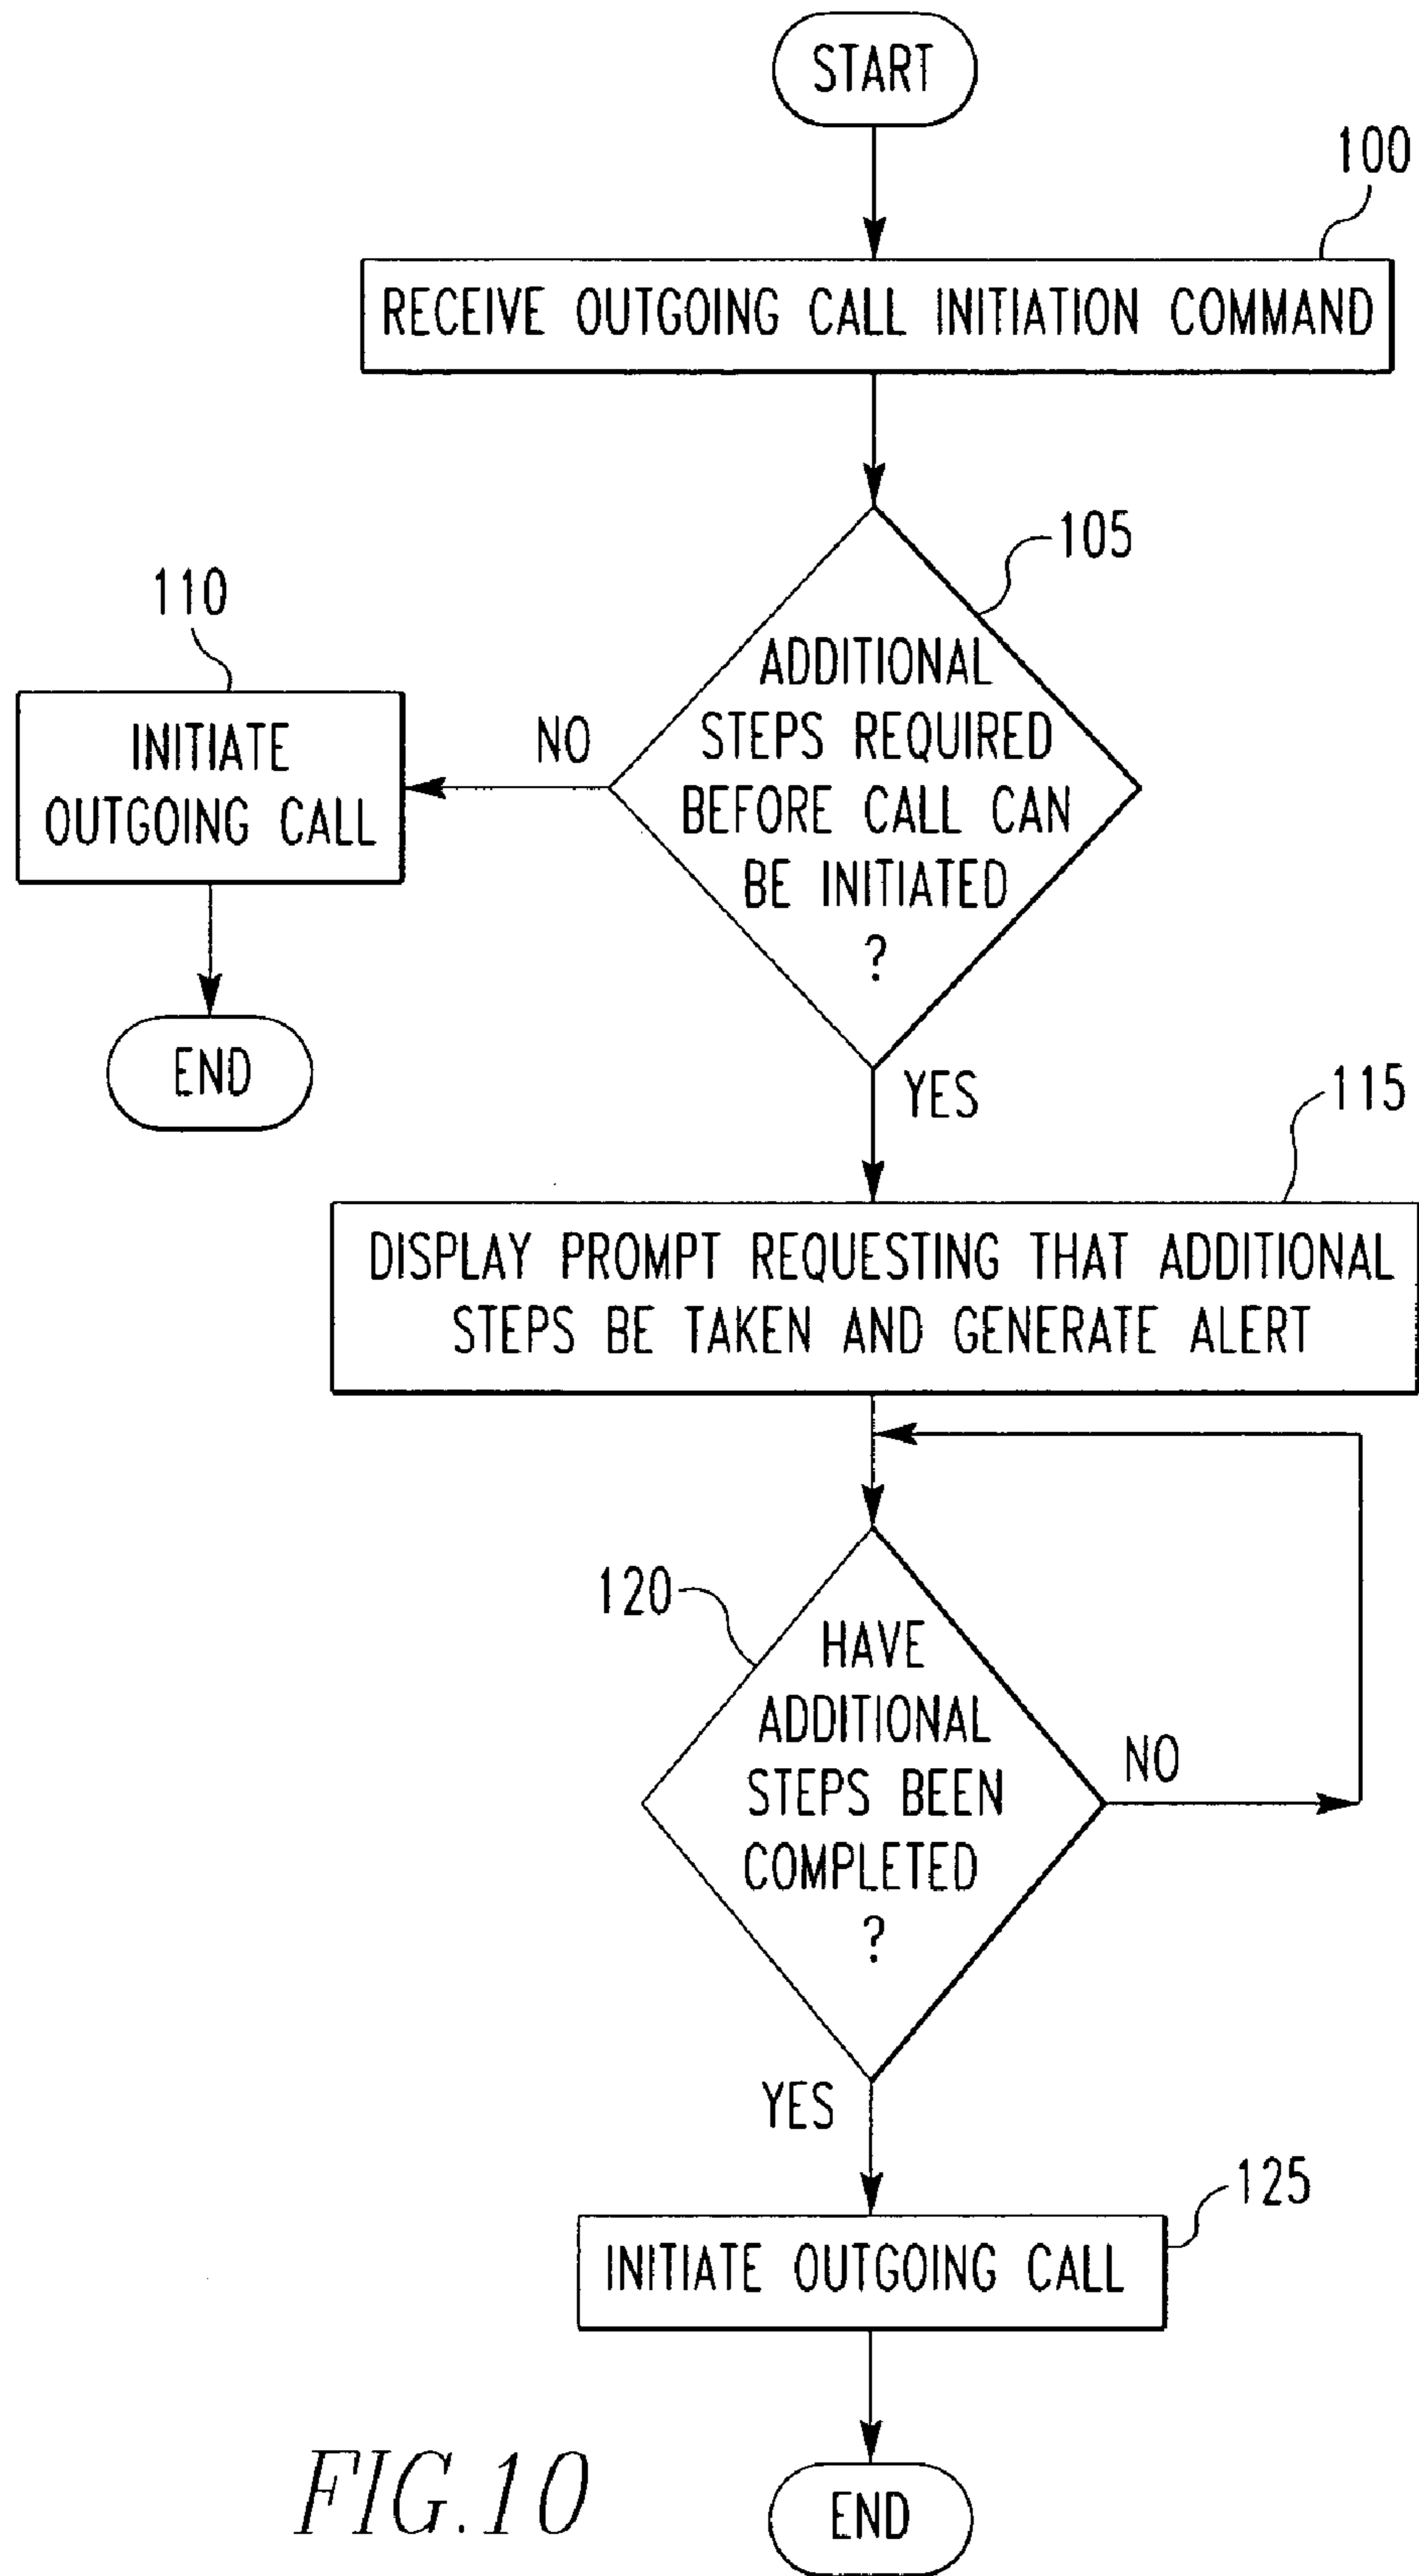 START
100
RECEIVE OUTGOING CALL INITIATION COMMAND
105
ADDITIONAL
STEPS REQUIRED
BEFORE CALL CAN
BE INITIATED
?
NO
110
INITIATE
OUTGOING CALL
END
YES
115
DISPLAY PROMPT REQUESTING THAT ADDITIONAL
STEPS BE TAKEN AND GENERATE ALERT
120
HAVE
ADDITIONAL
STEPS BEEN
COMPLETED
?
NO
YES
125
INITIATE OUTGOING CALL
END
FIG.10